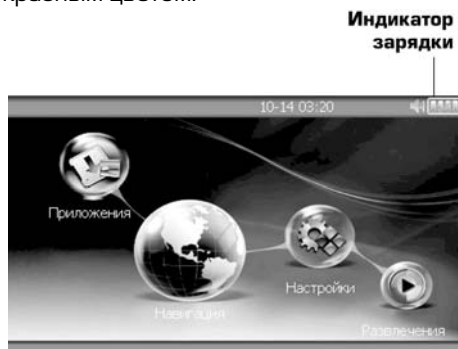 красным цветом.
Индикатор
зарядки
10-14 03:20
Приложения
Навигация
Настройки
Развлечения